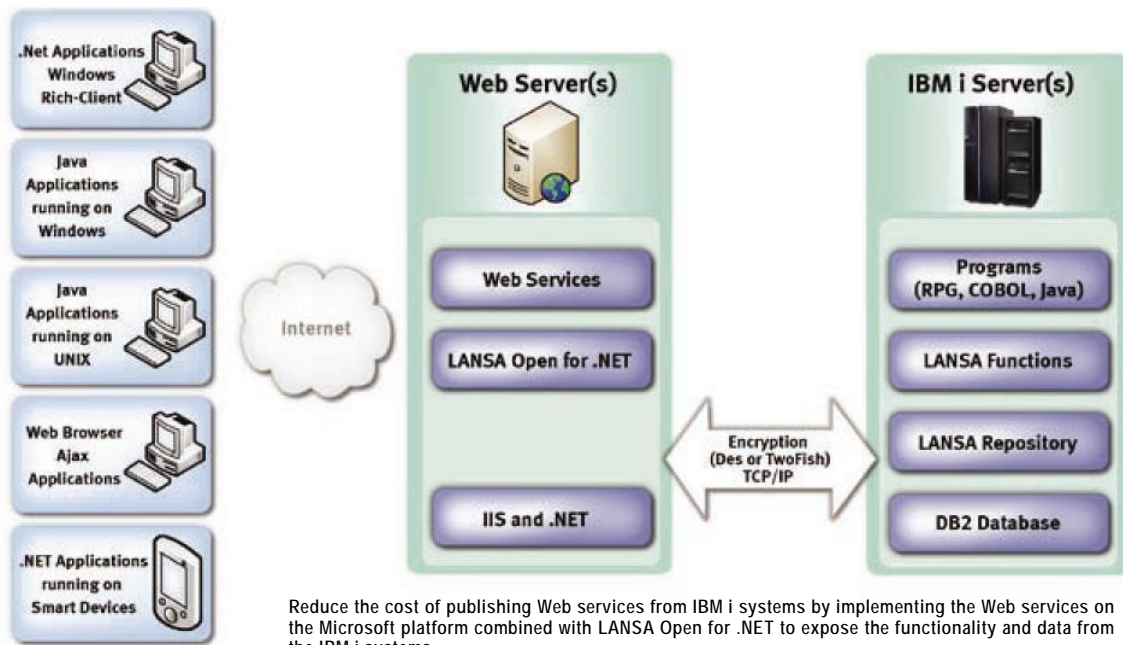 .Net Applications
Windows
Rich-Client
Java
Applications
running on
Windows
Java
Applications
running on
UNIX
Web Browser
Ajax
Applications
.NET Applications
running on
Smart Devices
Internet
Web Server(s)
Web Services
LANSA Open for .NET
IIS and .NET
Encryption
(Des or TwoFish)
TCP/IP
IBM i Server(s)
Programs
(RPG, COBOL, Java)
LANSA Functions
LANSA Repository
DB2 Database
Reduce the cost of publishing Web services from IBM i systems by implementing the Web services on
the Microsoft platform combined with LANSA Open for .NET to expose the functionality and data from
the IBM i systems